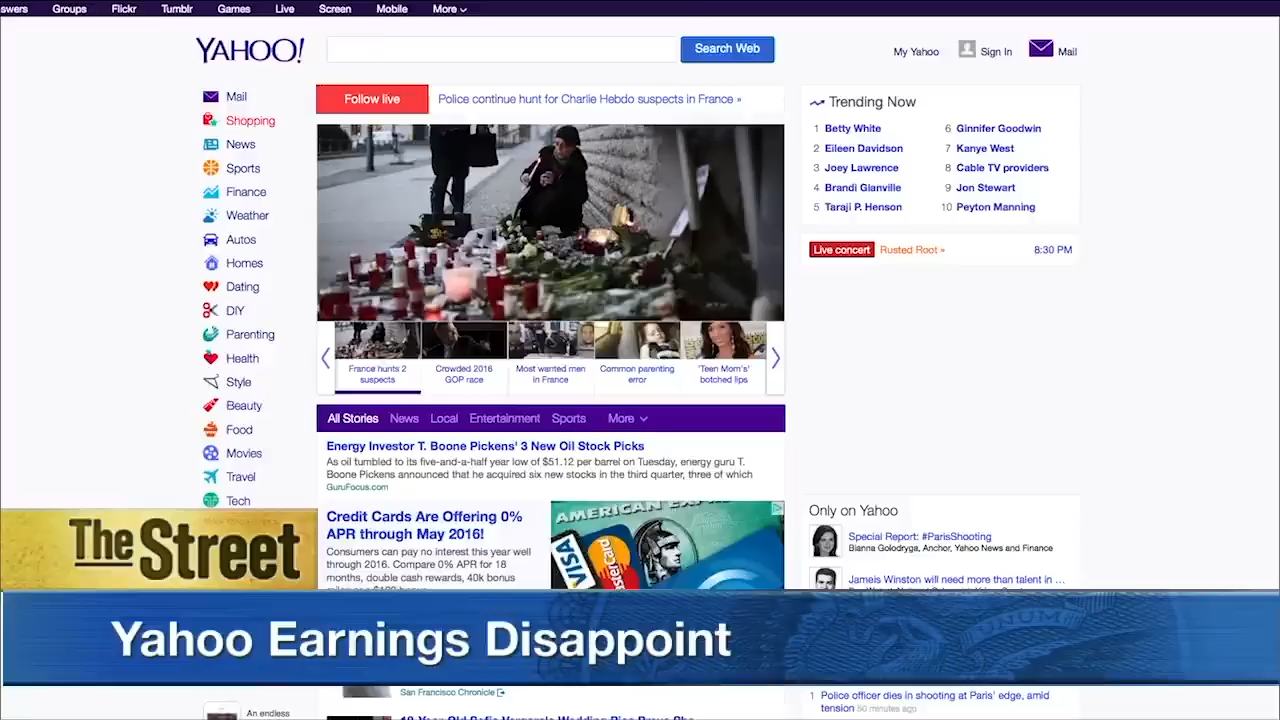 swers Groups Flickr Tumblr Games Live Screen Mobile More
YAHOO!
Search Web
My Yahoo Sign In Mail
Mail
Shopping
News
Sports
Finance
Weather
Autos
Homes
Dating
DIY
Parenting
Health
Style
Beauty
Food
Movies
Travel
Tech
Follow live
Police continue hunt for Charlie Hebdo suspects in France »
France hunts 2
suspects
Crowded 2016
GOP race
Most wanted men
in France
Common parenting
error
'Teen Mom's'
botched lips
All Stories News Local Entertainment Sports More
Energy Investor T. Boone Pickens' 3 New Oil Stock Picks
As oil tumbled to its five-and-a-half year low of $51.12 per barrel on Tuesday, energy guru T.
Boone Pickens announced that he acquired six new stocks in the third quarter, three of which
GuruFocus.com
Credit Cards Are Offering 0%
APR through May 2016!
Consumers can pay no interest this year well
through 2016. Compare 0% APR for 18
months, double cash rewards, 40k bonus
AMERICAN EXPRESS
VISA
MasterCard
Trending Now
1 Betty White
2 Eileen Davidson
3 Joey Lawrence
4 Brandi Glanville
5 Taraji P. Henson
6 Ginnifer Goodwin
7 Kanye West
8 Cable TV providers
9 Jon Stewart
10 Peyton Manning
Live concert Rusted Root » 8:30 PM
Only on Yahoo
Special Report: #ParisShooting
Bianna Golodryga, Anchor, Yahoo News and Finance
Jameis Winston will need more than talent in ...
TheStreet
Yahoo Earnings Disappoint
San Francisco Chronicle
An endless
1 Police officer dies in shooting at Paris' edge, amid
tension 50 minutes ago